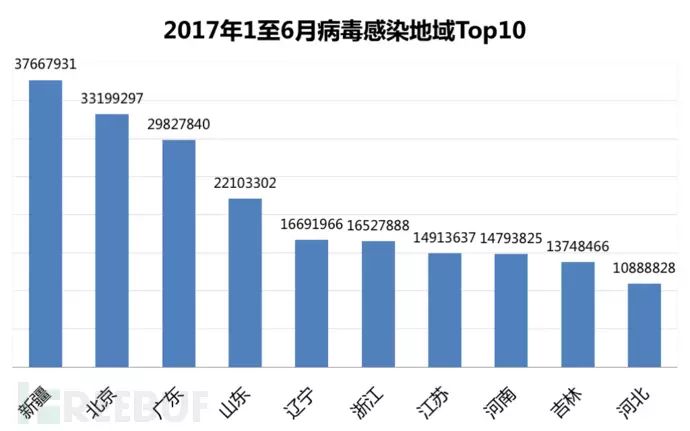 2017年1至6月病毒感染地域Top10
37667931
33199297
29827840
22103302
16691966
16527888
14913637
14793825
13748466
10888828
新疆
北京
广东
山东
辽宁
浙江
江苏
河南
吉林
河北
REEBUF